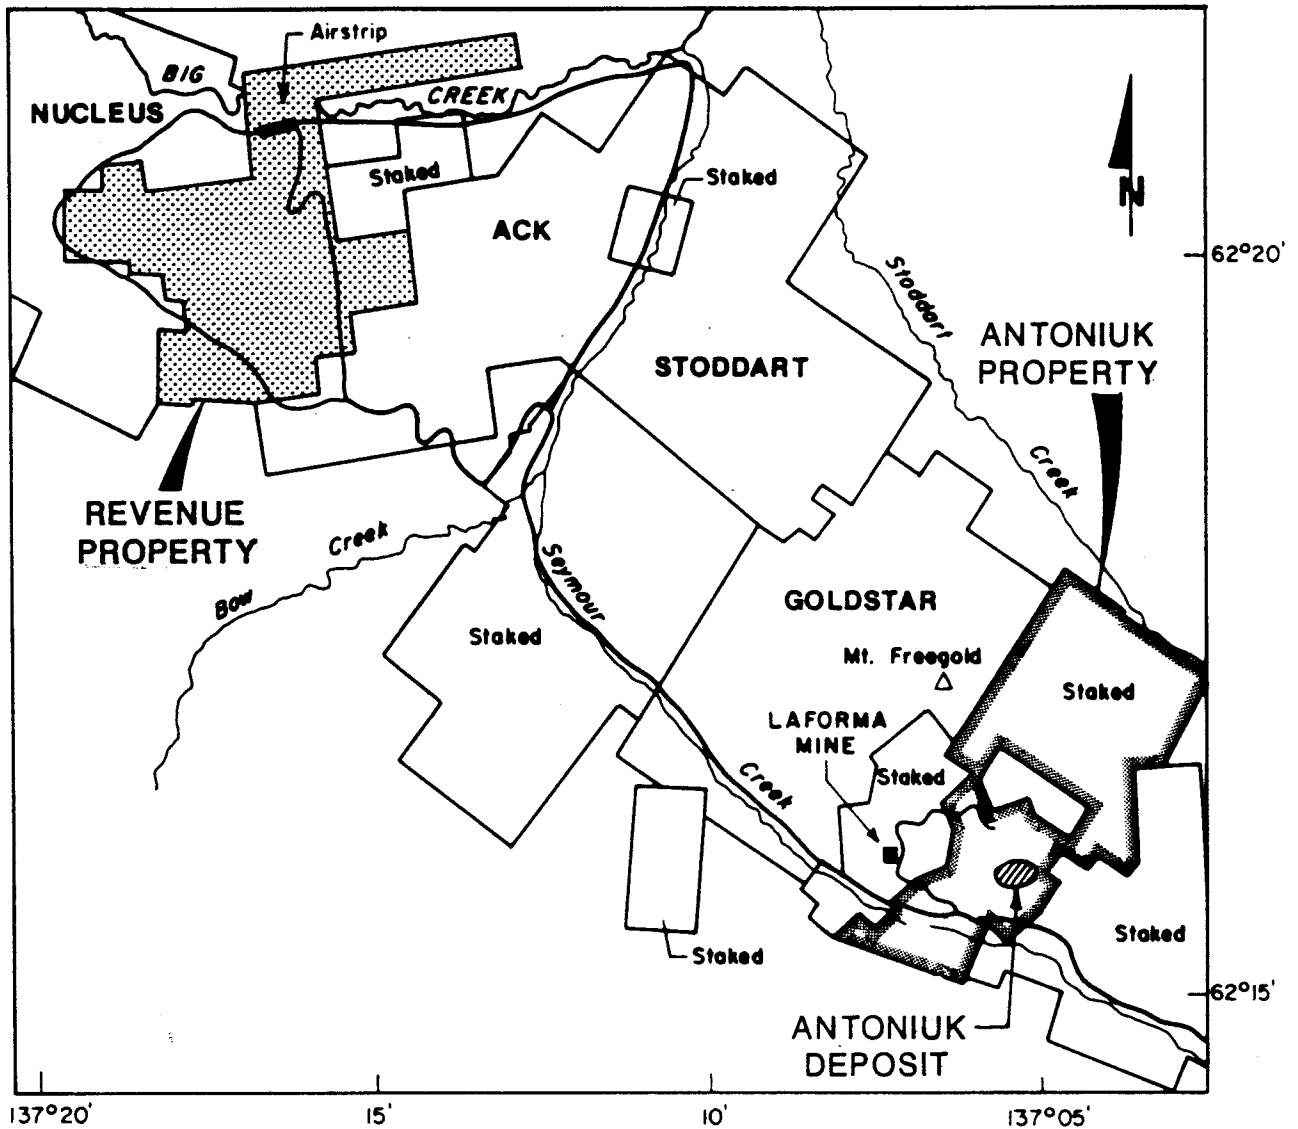 Airstrip
BIG
CREEK
NUCLEUS
Staked
Staked
ACK
N
62°20'
Stoddart
Creek
ANTONIUK
PROPERTY
STODDART
REVENUE
PROPERTY
Creek
Bow
Seymour
Creek
Staked
GOLDSTAR
Mt. Freegold
Staked
LAFORMA
MINE
Staked
Staked
Staked
62°15'
ANTONIUK
DEPOSIT
137°20'
15'
10'
137°05'